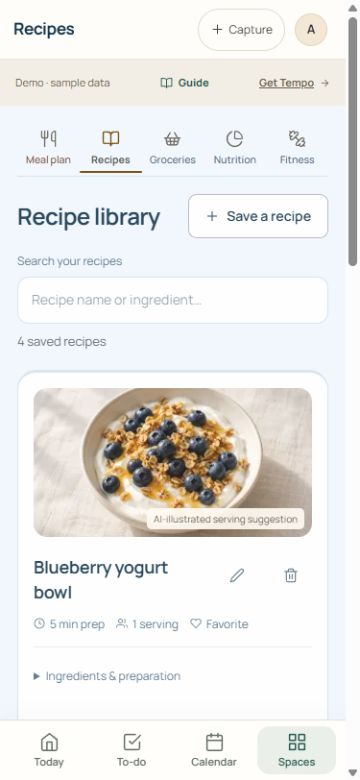 Recipes
+ Capture
A
Demo · sample data
Guide
Get Tempo →
Meal plan
Recipes
Groceries
Nutrition
Fitness
Recipe library
+ Save a recipe
Search your recipes
Recipe name or ingredient...
4 saved recipes
AI-illustrated serving suggestion
Blueberry yogurt
bowl
5 min prep
1 serving
Favorite
Ingredients & preparation
Today
To-do
Calendar
Spaces